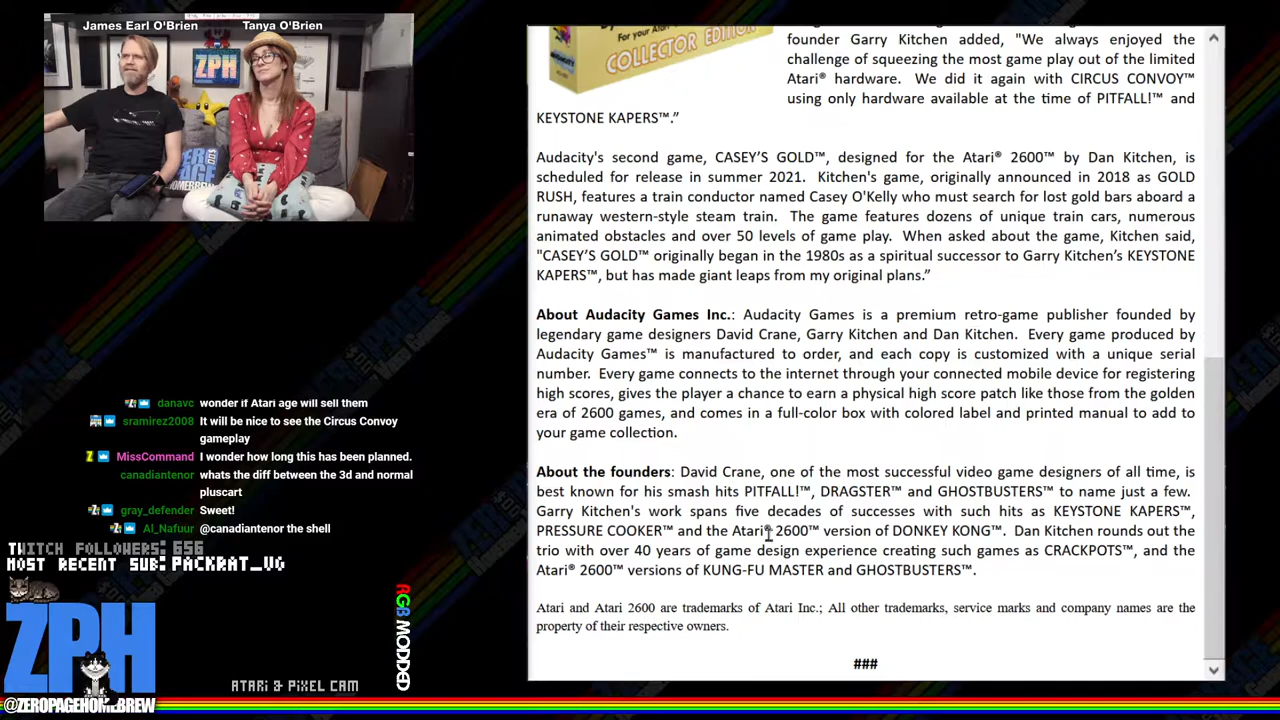 James Earl O'Brien
Tanya O'Brien
ZPH
danavc wonder if Atari age will sell them
sramirez2008 It will be nice to see the Circus Convoy
gameplay
MissCommand I wonder how long this has been planned.
canadiantenor whats the diff between the 3d and normal
pluscart
gray_defender Sweet!
Al_Nafuur @canadiantenor the shell
TWITCH FOLLOWERS: 656
MOST RECENT SUB: PACKRAT_VG
ZPH
@ZEROPAGEHOMEBREW
ATARI & PIXEL CAM
RGB MODDED
For your Atari
COLLECTOR EDITION
founder Garry Kitchen added, "We always enjoyed the
challenge of squeezing the most game play out of the limited
Atari® hardware. We did it again with CIRCUS CONVOY™
using only hardware available at the time of PITFALL!™ and
KEYSTONE KAPERS™.”
Audacity's second game, CASEY’S GOLD™, designed for the Atari® 2600™ by Dan Kitchen, is
scheduled for release in summer 2021. Kitchen's game, originally announced in 2018 as GOLD
RUSH, features a train conductor named Casey O'Kelly who must search for lost gold bars aboard a
runaway western-style steam train. The game features dozens of unique train cars, numerous
animated obstacles and over 50 levels of game play. When asked about the game, Kitchen said,
"CASEY’S GOLD™ originally began in the 1980s as a spiritual successor to Garry Kitchen’s KEYSTONE
KAPERS™, but has made giant leaps from my original plans.”
About Audacity Games Inc.: Audacity Games is a premium retro-game publisher founded by
legendary game designers David Crane, Garry Kitchen and Dan Kitchen. Every game produced by
Audacity Games™ is manufactured to order, and each copy is customized with a unique serial
number. Every game connects to the internet through your connected mobile device for registering
high scores, gives the player a chance to earn a physical high score patch like those from the golden
era of 2600 games, and comes in a full-color box with colored label and printed manual to add to
your game collection.
About the founders: David Crane, one of the most successful video game designers of all time, is
best known for his smash hits PITFALL!™, DRAGSTER™ and GHOSTBUSTERS™ to name just a few.
Garry Kitchen's work spans five decades of successes with such hits as KEYSTONE KAPERS™,
PRESSURE COOKER™ and the Atari® 2600™ version of DONKEY KONG™. Dan Kitchen rounds out the
trio with over 40 years of game design experience creating such games as CRACKPOTS™, and the
Atari® 2600™ versions of KUNG-FU MASTER and GHOSTBUSTERS™.
Atari and Atari 2600 are trademarks of Atari Inc.; All other trademarks, service marks and company names are the
property of their respective owners.
###